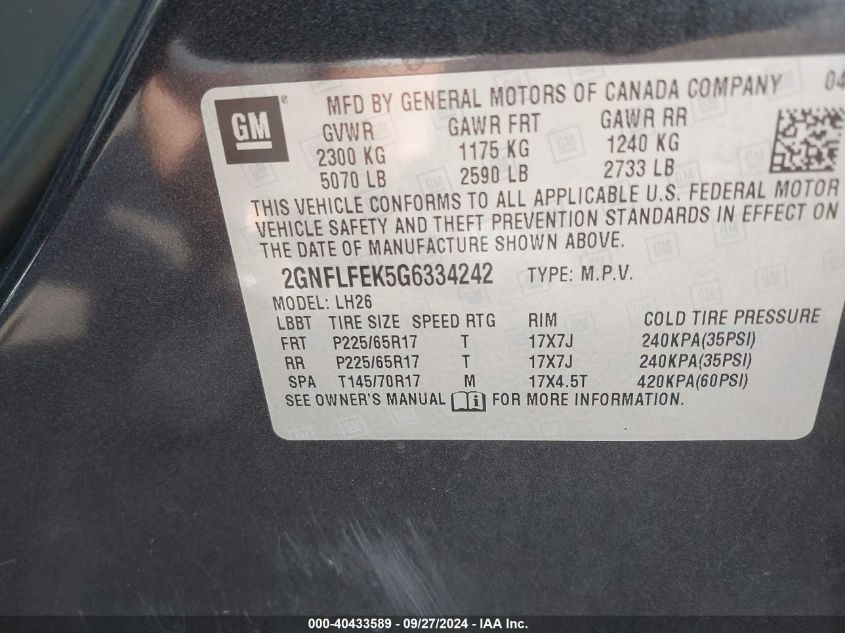 GM ® MFD BY GENERAL MOTORS OF CANADA COMPANY 04
GVWR GAWR FRT GAWR RR
2300 KG 1175 KG 1240 KG
5070 LB 2590 LB 2733 LB
THIS VEHICLE CONFORMS TO ALL APPLICABLE U.S. FEDERAL MOTOR
VEHICLE SAFETY AND THEFT PREVENTION STANDARDS IN EFFECT ON
THE DATE OF MANUFACTURE SHOWN ABOVE.
2GNFLFEK5G6334242 TYPE: M.P.V.
MODEL: LH26
LBBT TIRE SIZE SPEED RTG RIM COLD TIRE PRESSURE
FRT P225/65R17 T 17X7J 240KPA(35PSI)
RR P225/65R17 T 17X7J 240KPA(35PSI)
SPA T145/70R17 M 17X4.5T 420KPA(60PSI)
SEE OWNER'S MANUAL i FOR MORE INFORMATION.
000-40433589 - 09/27/2024 - IAA Inc.